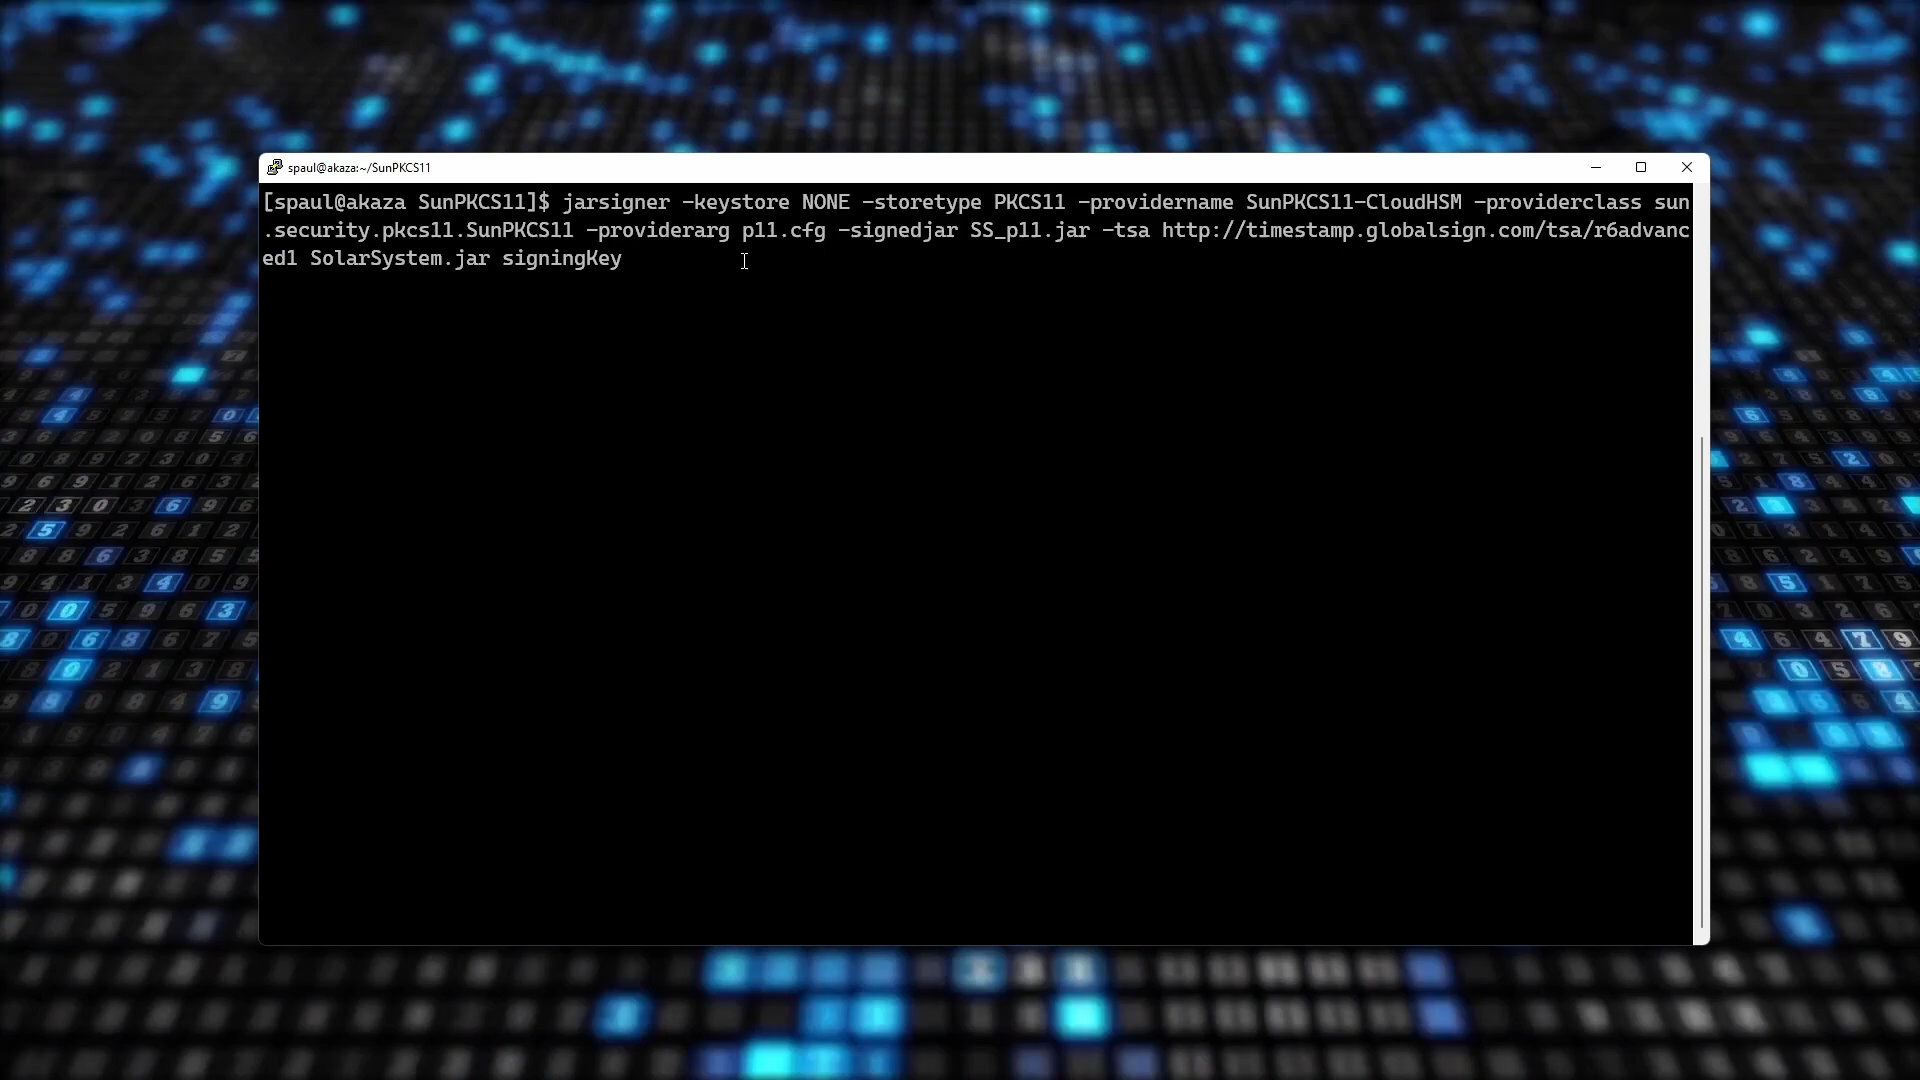 spaul@akaza:~/SunPKCS11
[spaul@akaza SunPKCS11]$ jarsigner -keystore NONE -storetype PKCS11 -providername SunPKCS11-CloudHSM -providerclass sun
.security.pkcs11.SunPKCS11 -providerarg p11.cfg -signedjar SS_p11.jar -tsa http://timestamp.globalsign.com/tsa/r6advanc
ed1 SolarSystem.jar signingKey